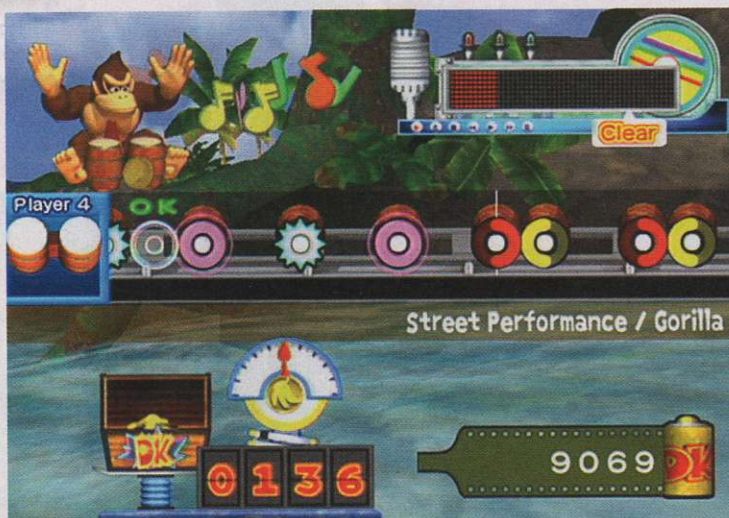 Clear
Player 4
OK
Street Performance / Gorilla
DK
0136
9069
DK